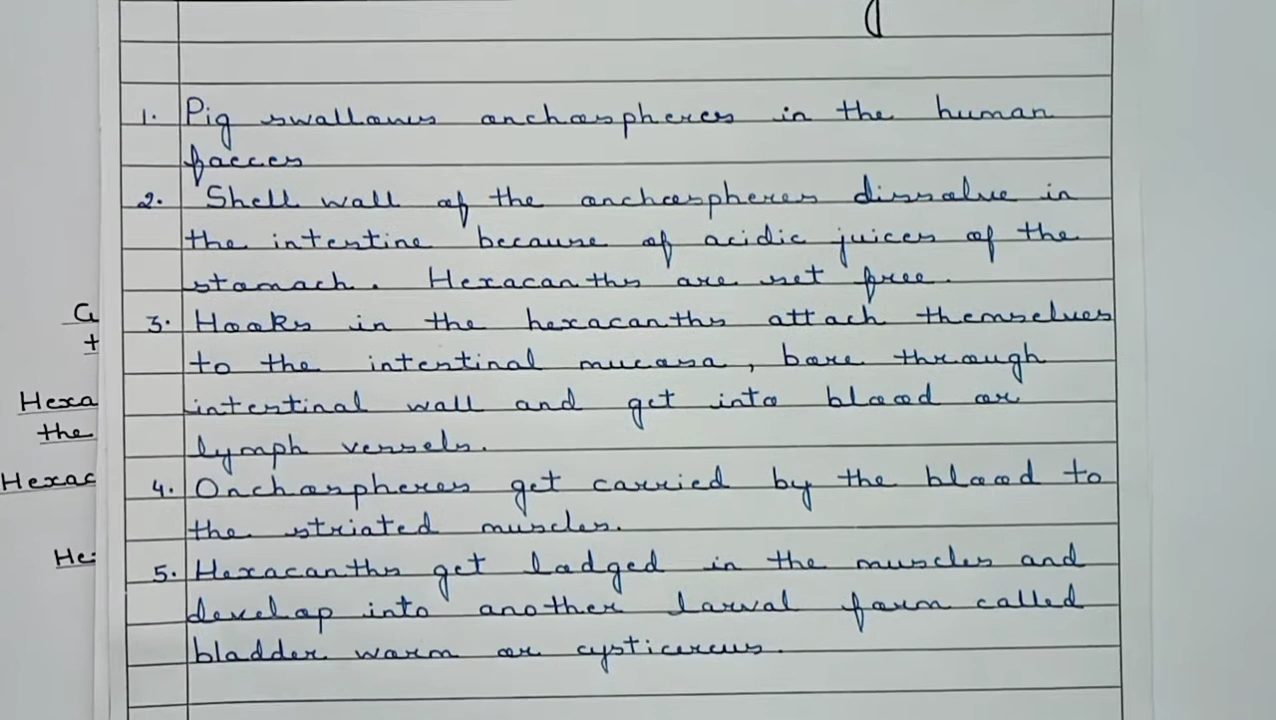 1. Pig swallows onchospheres in the human
faeces
2. Shell wall of the onchospheres dissolve in
the intestine because of acidic juices of the
stomach. Hexacanths are set free.
3. Hooks in the hexacanths attach themselves
to the intestinal mucosa, bore through
intestinal wall and get into blood or
lymph vessels.
4. Onchospheres get carried by the blood to
the striated muscles.
5. Hexacanths get lodged in the muscles and
develop into another larval form called
bladder worm or cysticercus.
Hexa
the
Hexac
He